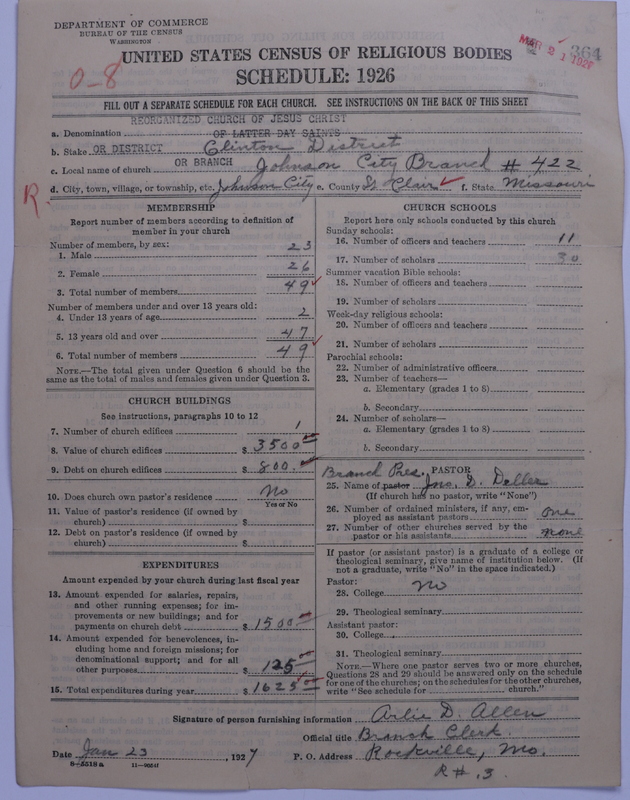 DEPARTMENT OF COMMERCE
BUREAU OF THE CENSUS
WASHINGTON
MAR 21 1928
364
UNITED STATES CENSUS OF RELIGIOUS BODIES
SCHEDULE: 1926
0-8
FILL OUT A SEPARATE SCHEDULE FOR EACH CHURCH. SEE INSTRUCTIONS ON THE BACK OF THIS SHEET
REORGANIZED CHURCH OF JESUS CHRIST
a. Denomination OF LATTER DAY SAINTS
b. Stake OR DISTRICT Clinton District
c. Local name of church OR BRANCH Johnson City Branch # 422
d. City, town, village, or township, etc. Johnson City e. County St Clair f. State Missouri
R.
MEMBERSHIP
Report number of members according to definition of member in your church
Number of members, by sex:
1. Male 23
2. Female 26
3. Total number of members 49
Number of members under and over 13 years old:
4. Under 13 years of age 2
5. 13 years old and over 47
6. Total number of members 49
NOTE.—The total given under Question 6 should be the same as the total of males and females given under Question 3.
CHURCH BUILDINGS
See instructions, paragraphs 10 to 12
7. Number of church edifices 1
8. Value of church edifices $ 3500.00
9. Debt on church edifices $ 800.
10. Does church own pastor's residence No
Yes or No
11. Value of pastor's residence (if owned by church) $
12. Debt on pastor's residence (if owned by church) $
EXPENDITURES
Amount expended by your church during last fiscal year
13. Amount expended for salaries, repairs, and other running expenses; for improvements or new buildings; and for payments on church debt $ 1500.00
14. Amount expended for benevolences, including home and foreign missions; for denominational support; and for all other purposes $ 125.00
15. Total expenditures during year $ 1625.00
CHURCH SCHOOLS
Report here only schools conducted by this church
Sunday schools:
16. Number of officers and teachers 11
17. Number of scholars 30
Summer vacation Bible schools:
18. Number of officers and teachers
19. Number of scholars
Week-day religious schools:
20. Number of officers and teachers
21. Number of scholars
Parochial schools:
22. Number of administrative officers
23. Number of teachers—
a. Elementary (grades 1 to 8)
b. Secondary
24. Number of scholars—
a. Elementary (grades 1 to 8)
b. Secondary
Branch Pres. PASTOR
25. Name of pastor Jno. D. Deller
(If church has no pastor, write "None")
26. Number of ordained ministers, if any, employed as assistant pastors one
27. Number of other churches served by the pastor or his assistants none
If pastor (or assistant pastor) is a graduate of a college or theological seminary, give name of institution below. (If not a graduate, write "No" in the space indicated.)
Pastor:
28. College No
29. Theological seminary
Assistant pastor:
30. College
31. Theological seminary
NOTE.—Where one pastor serves two or more churches, Questions 28 and 29 should be answered only on the schedule for one of the churches; on the schedules for the other churches, write "See schedule for church."
Signature of person furnishing information Arlie D. Allen
Official title Branch Clerk.
Date Jan 23, 1927 P. O. Address Rockville, Mo.
R#.3.
8-5518a 11-9564f